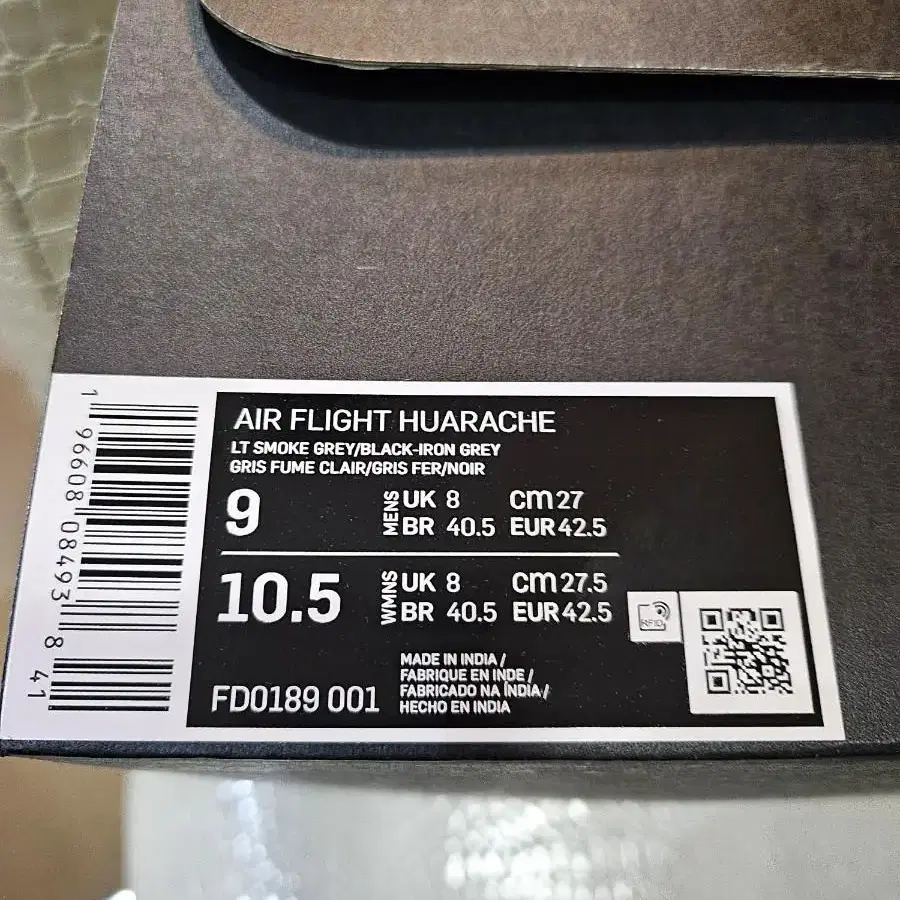 AIR FLIGHT HUARACHE
LT SMOKE GREY/BLACK-IRON GREY
GRIS FUME CLAIR/GRIS FER/NOIR
9 MENS UK 8 CM 27
BR 40.5 EUR 42.5
10.5 WMNS UK 8 CM 27.5
BR 40.5 EUR 42.5
RFID
MADE IN INDIA /
FABRIQUE EN INDE /
FABRICADO NA ÍNDIA /
HECHO EN INDIA
FD0189 001
1 96608 08493 8 41